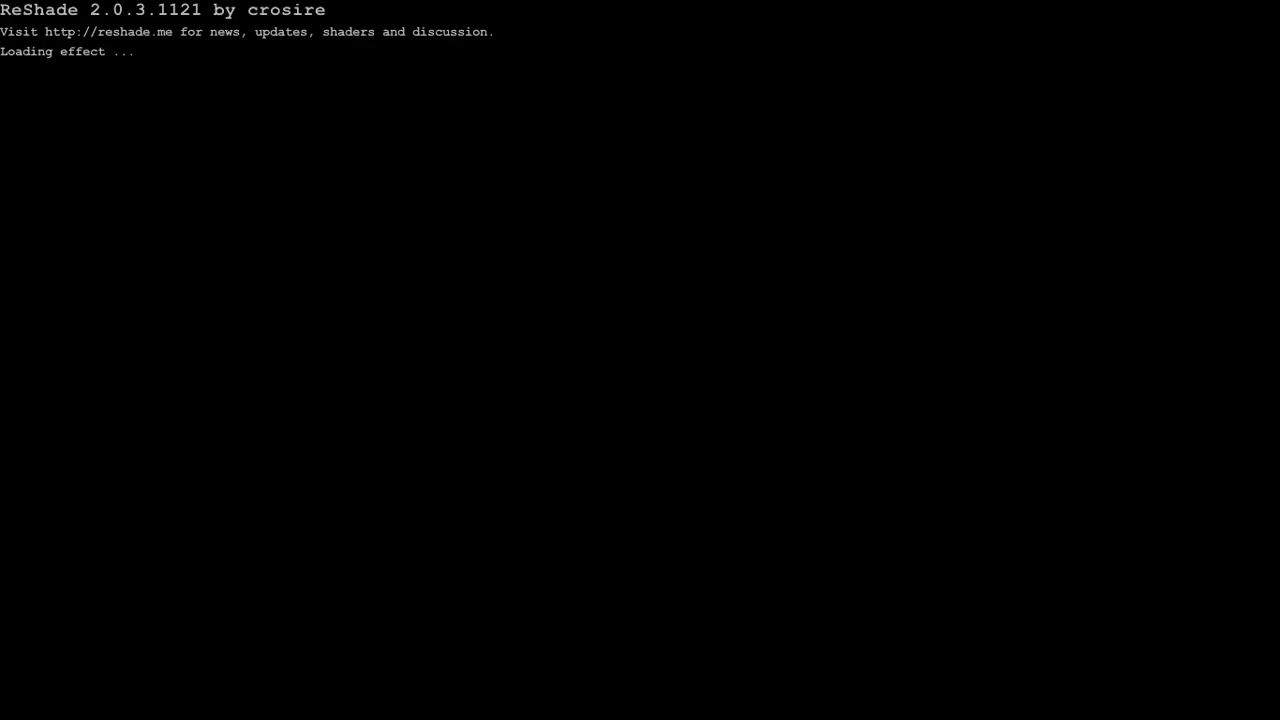 ReShade 2.0.3.1121 by crosire
Visit http://reshade.me for news, updates, shaders and discussion.
Loading effect ...